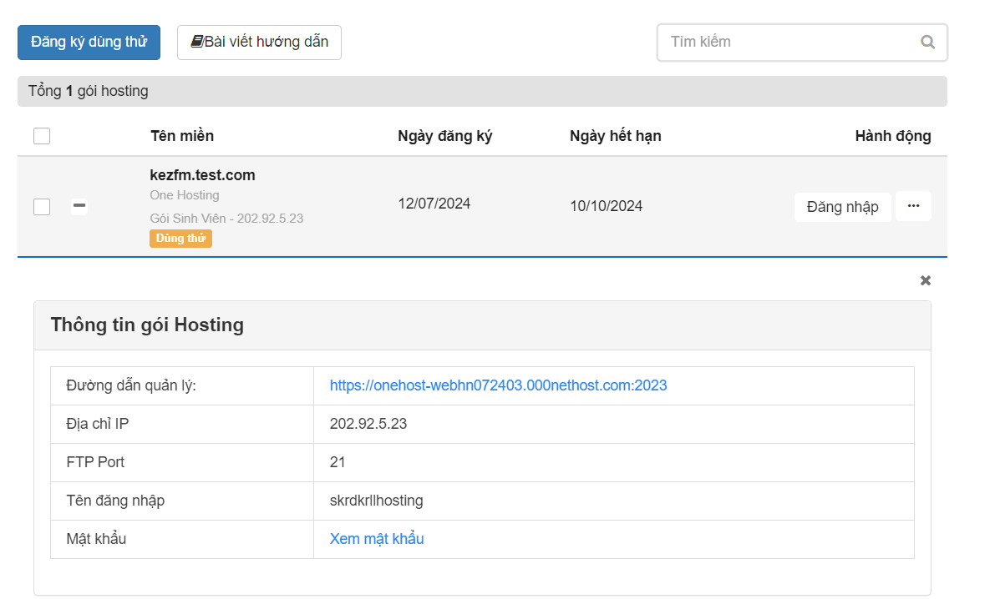 Đăng ký dùng thử Bài viết hướng dẫn Tìm kiếm
Tổng 1 gói hosting
Tên miền Ngày đăng ký Ngày hết hạn Hành động
kezfm.test.com
One Hosting
12/07/2024 10/10/2024 Đăng nhập ...
Gói Sinh Viên - 202.92.5.23
Dùng thử
Thông tin gói Hosting
Đường dẫn quản lý: https://onehost-webhn072403.000nethost.com:2023
Địa chỉ IP 202.92.5.23
FTP Port 21
Tên đăng nhập skrdkrllhosting
Mật khẩu Xem mật khẩu